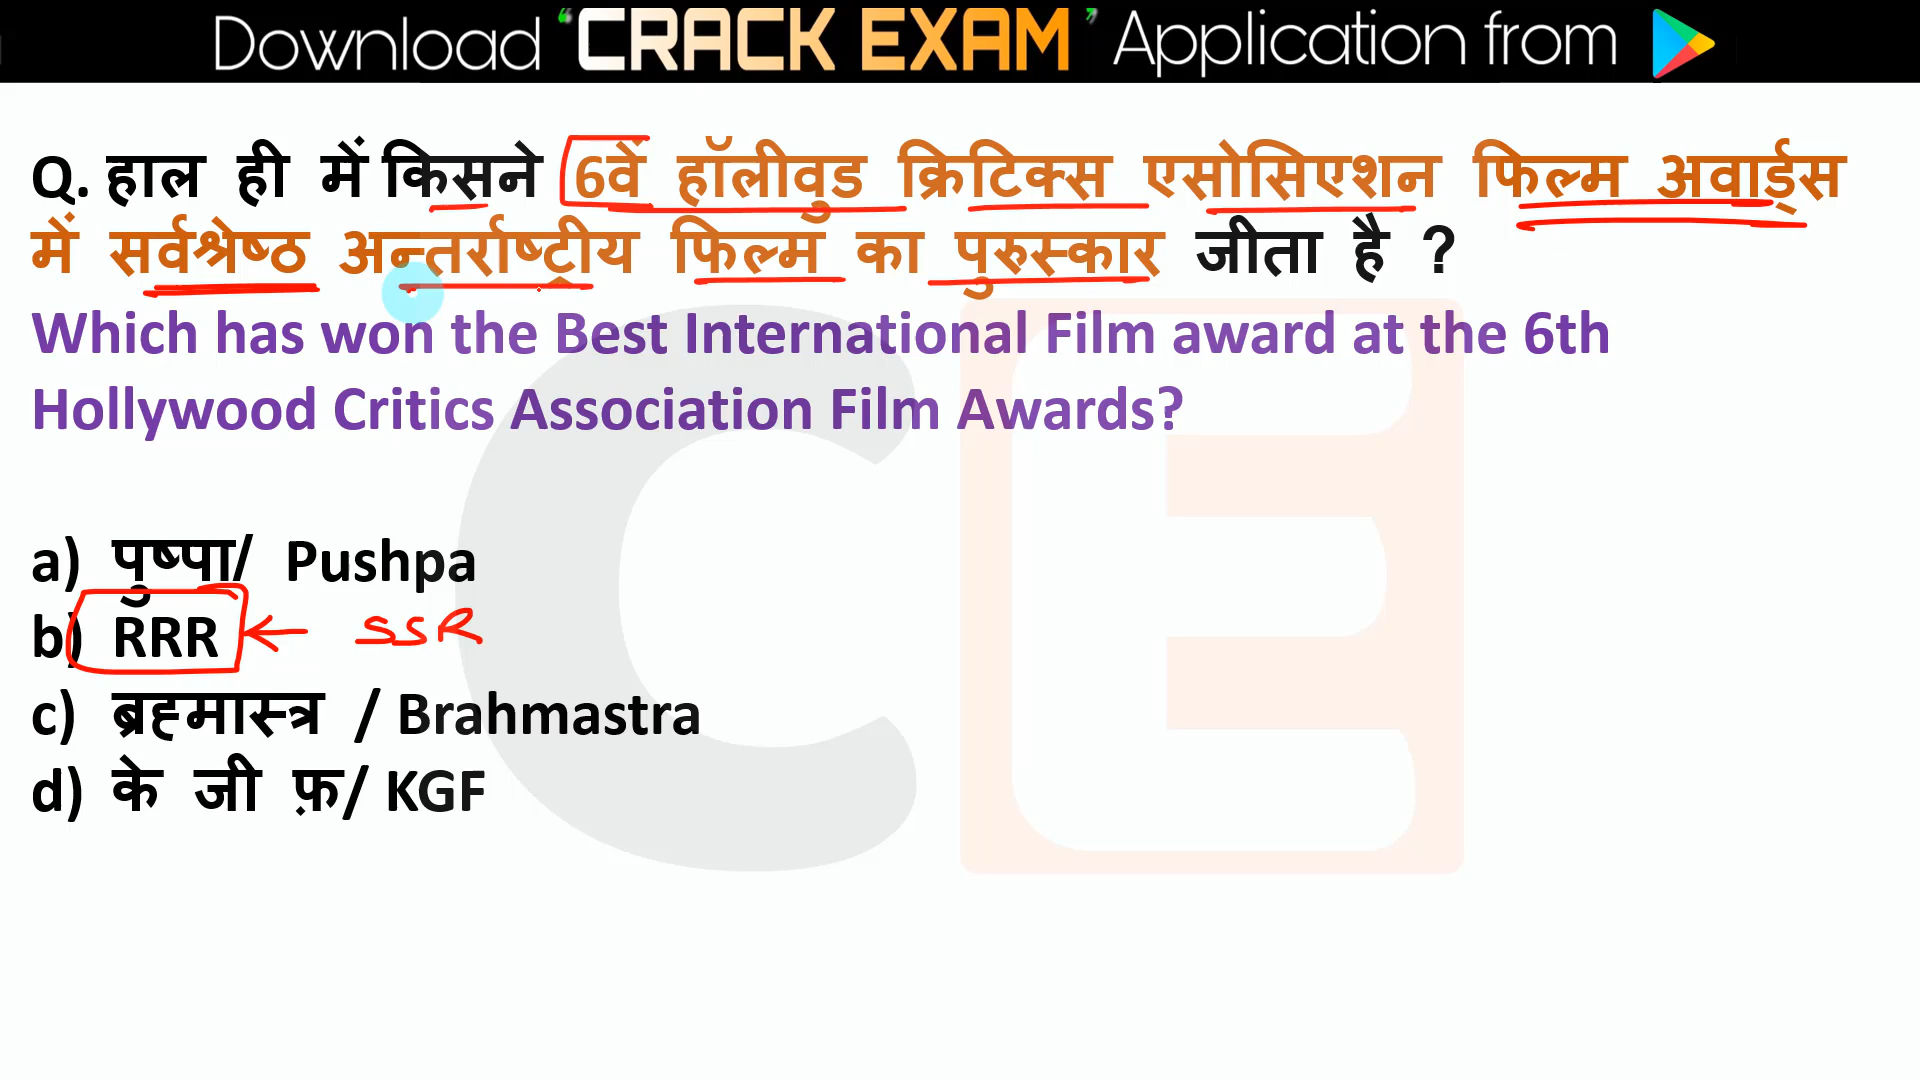 Download ‘CRACK EXAM’ Application from
Q. हाल ही में किसने 6वें हॉलीवुड क्रिटिक्स एसोसिएशन फिल्म अवार्ड्स
में सर्वश्रेष्ठ अन्तर्राष्ट्रीय फिल्म का पुरुस्कार जीता है ?
Which has won the Best International Film award at the 6th
Hollywood Critics Association Film Awards?
a) पुष्पा/ Pushpa
b) RRR ← SSR
c) ब्रह्मास्त्र / Brahmastra
d) के जी फ़/ KGF
CE